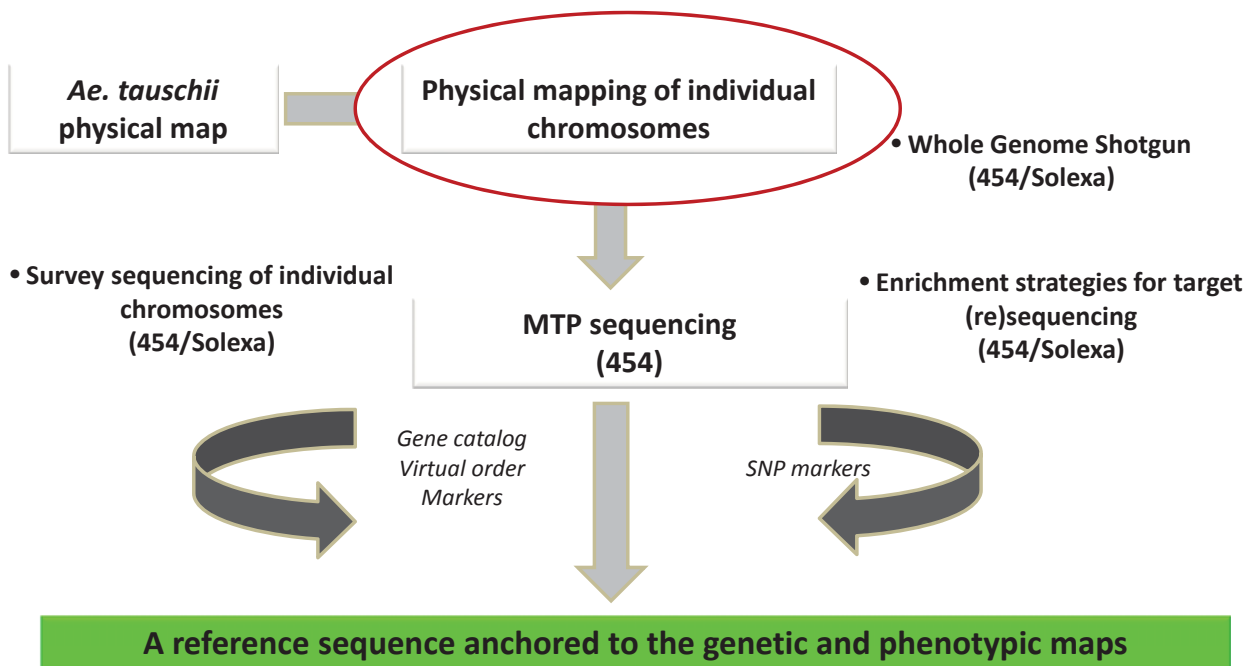 Ae. tauschii
physical map
Physical mapping of individual
chromosomes
• Whole Genome Shotgun
(454/Solexa)
• Survey sequencing of individual
chromosomes
(454/Solexa)
MTP sequencing
(454)
• Enrichment strategies for target
(re)sequencing
(454/Solexa)
Gene catalog
Virtual order
Markers
SNP markers
A reference sequence anchored to the genetic and phenotypic maps